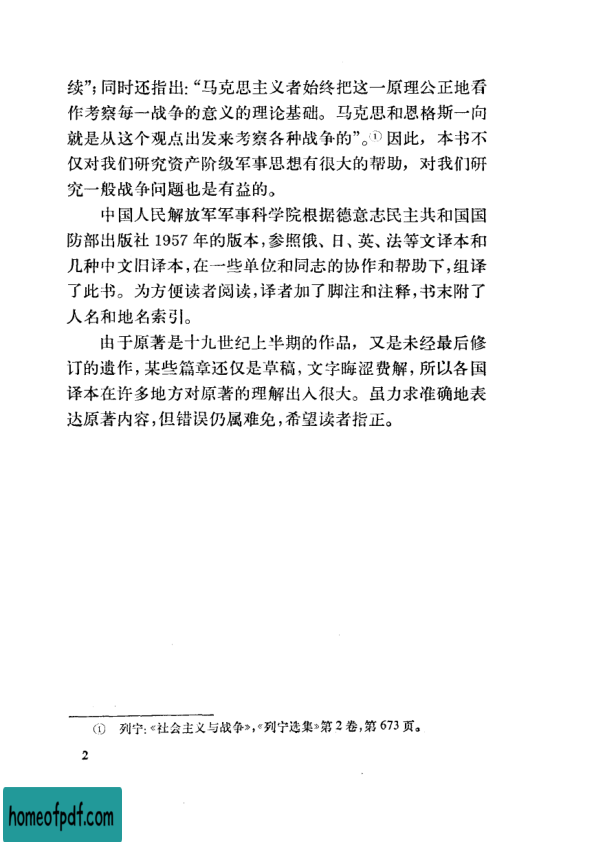 续”；同时还指出：“马克思主义者始终把这一原理公正地看
作考察每一战争的意义的理论基础。马克思和恩格斯一向
就是从这个观点出发来考察各种战争的”。① 因此，本书不
仅对我们研究资产阶级军事思想有很大的帮助，对我们研
究一般战争问题也是有益的。
中国人民解放军军事科学院根据德意志民主共和国国
防部出版社 1957 年的版本，参照俄、日、英、法等文译本和
几种中文旧译本，在一些单位和同志的协作和帮助下，组译
了此书。为方便读者阅读，译者加了脚注和注释，书末附了
人名和地名索引。
由于原著是十九世纪上半期的作品，又是未经最后修
订的遗作，某些篇章还仅是草稿，文字晦涩费解，所以各国
译本在许多地方对原著的理解出入很大。虽力求准确地表
达原著内容，但错误仍属难免，希望读者指正。
① 列宁：《社会主义与战争》，《列宁选集》第 2 卷，第 673 页。
2
homeofpdf.com